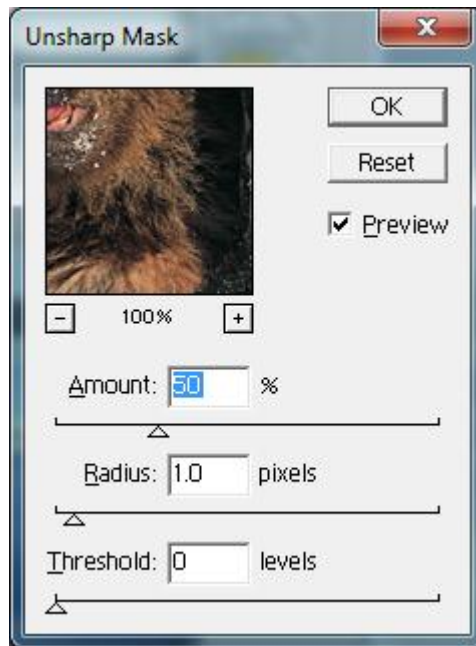 Unsharp Mask
OK
Reset
Preview
- 100% +
Amount: 50 %
Radius: 1.0 pixels
Threshold: 0 levels